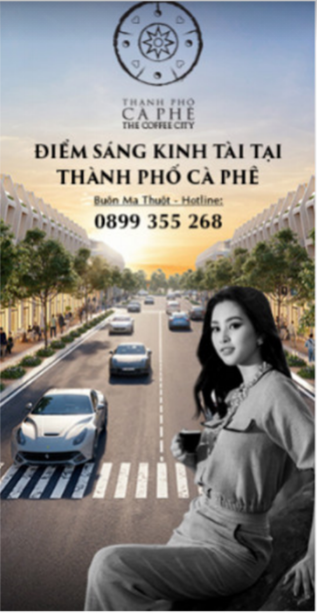 THÀNH PHỐ
CÀ PHÊ
THE COFFEE CITY
ĐIỂM SÁNG KINH TÀI TẠI
THÀNH PHỐ CÀ PHÊ
Buôn Ma Thuột - Hotline:
0899 355 268